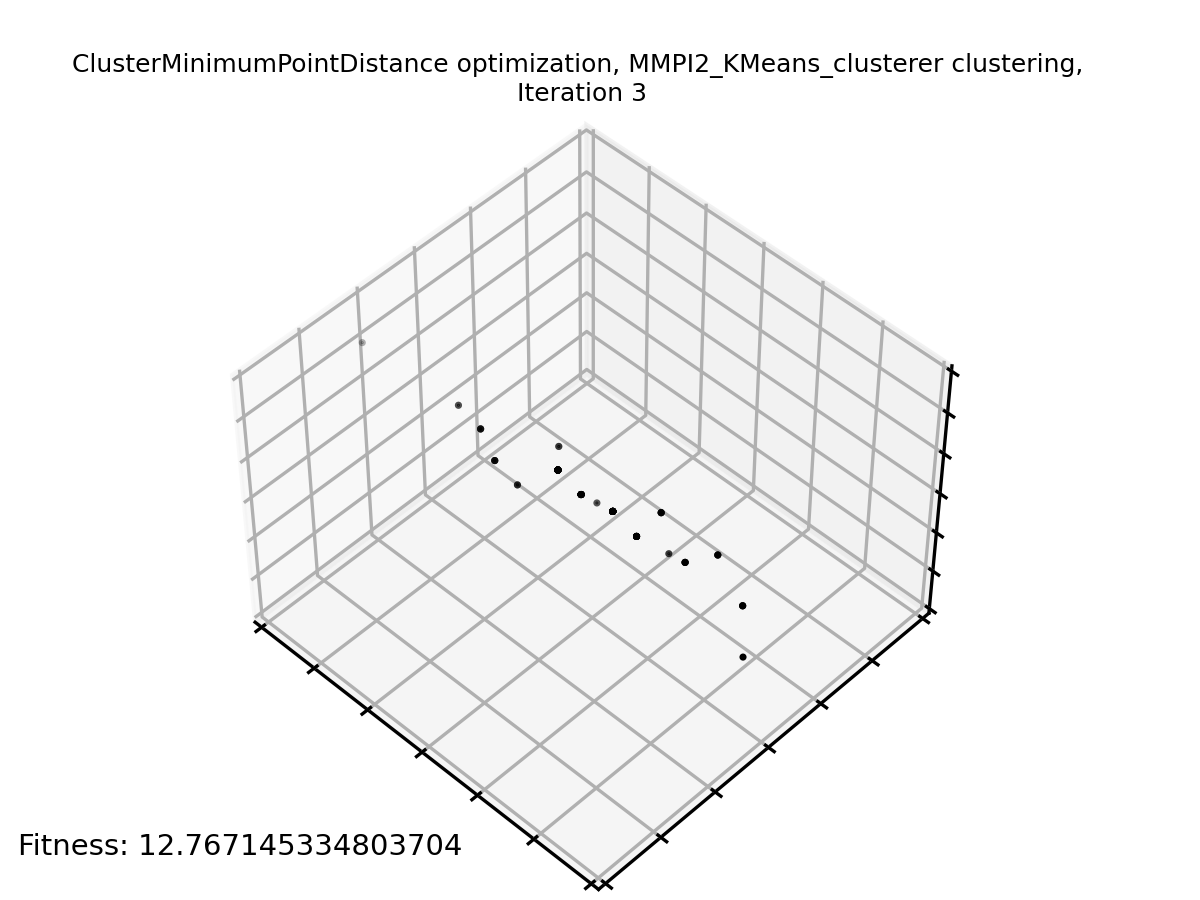 ClusterMinimumPointDistance optimization, MMPI2_KMeans_clusterer clustering,
Iteration 3
Fitness: 12.767145334803704